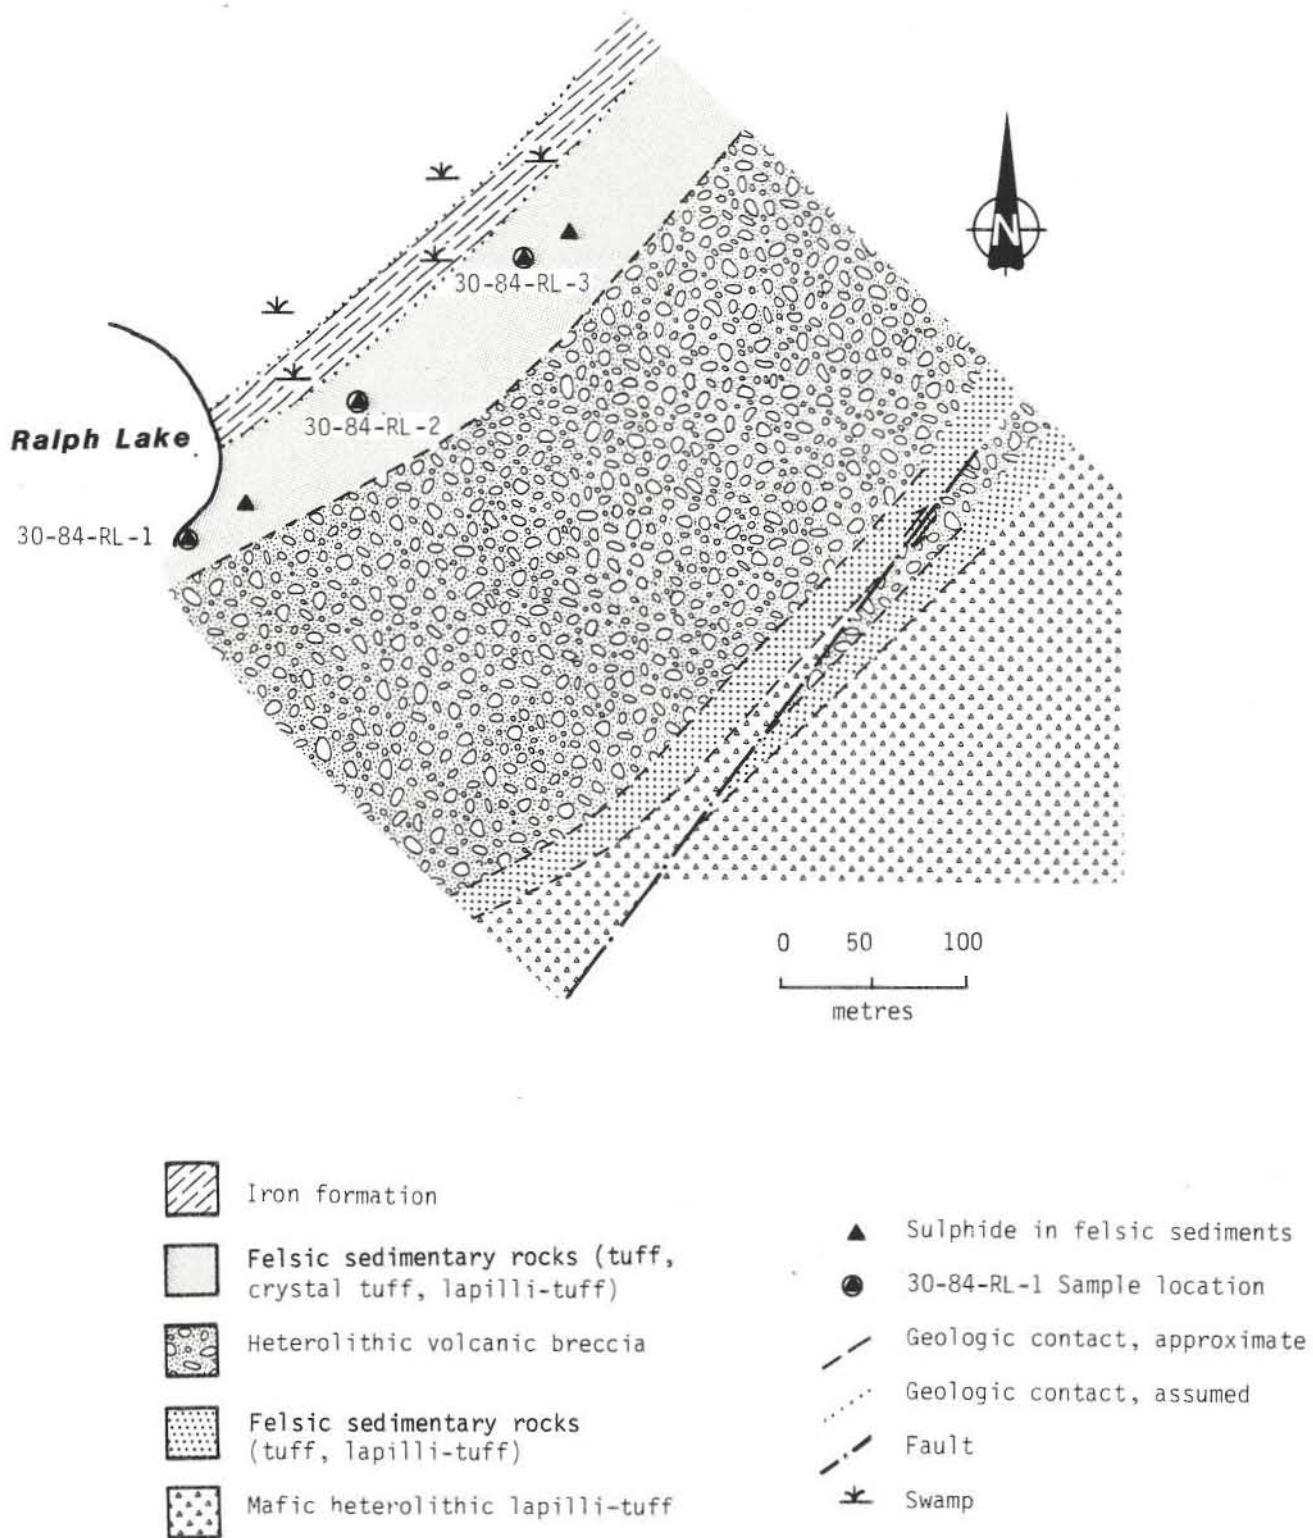 N
30-84-RL-3
30-84-RL-2
Ralph Lake
30-84-RL-1
0 50 100
metres
Iron formation
Felsic sedimentary rocks (tuff,
crystal tuff, lapilli-tuff)
Heterolithic volcanic breccia
Felsic sedimentary rocks
(tuff, lapilli-tuff)
Mafic heterolithic lapilli-tuff
Sulphide in felsic sediments
30-84-RL-1 Sample location
Geologic contact, approximate
Geologic contact, assumed
Fault
Swamp